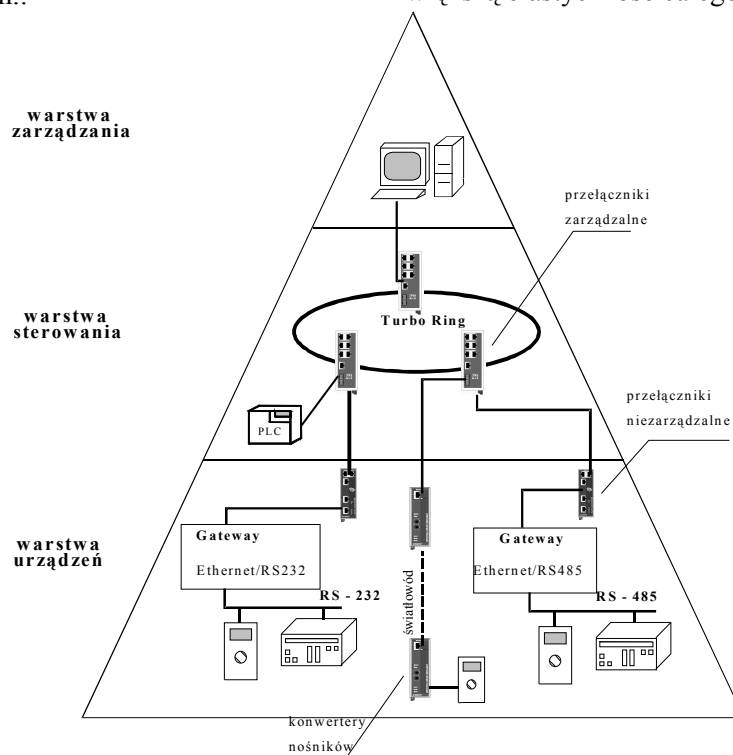 warstwa
zarządzania
przełączniki
zarządzalne
warstwa
sterowania
Turbo Ring
PLC
przełączniki
niezarządzalne
warstwa
urządzeń
Gateway
Ethernet/RS232
RS - 232
światłowód
Gateway
Ethernet/RS485
RS - 485
konwertery
nośników